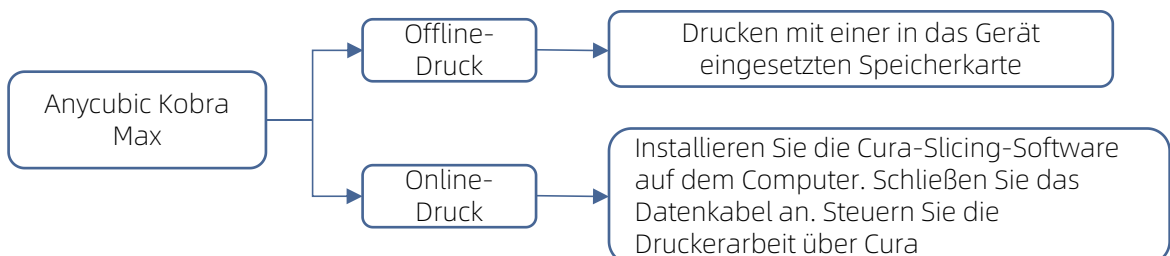 Offline-
Druck
Drucken mit einer in das Gerät
eingesetzten Speicherkarte
Anycubic Kobra
Max
Online-
Druck
Installieren Sie die Cura-Slicing-Software
auf dem Computer. Schließen Sie das
Datenkabel an. Steuern Sie die
Druckerarbeit über Cura